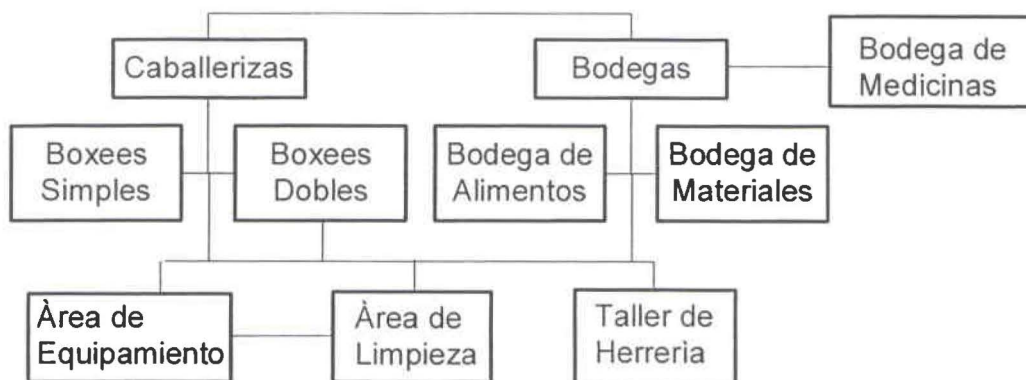 Caballerizas
Bodegas
Bodega de
Medicinas
Boxees
Simples
Boxees
Dobles
Bodega de
Alimentos
Bodega de
Materiales
Àrea de
Equipamiento
Àrea de
Limpieza
Taller de
Herrerìa